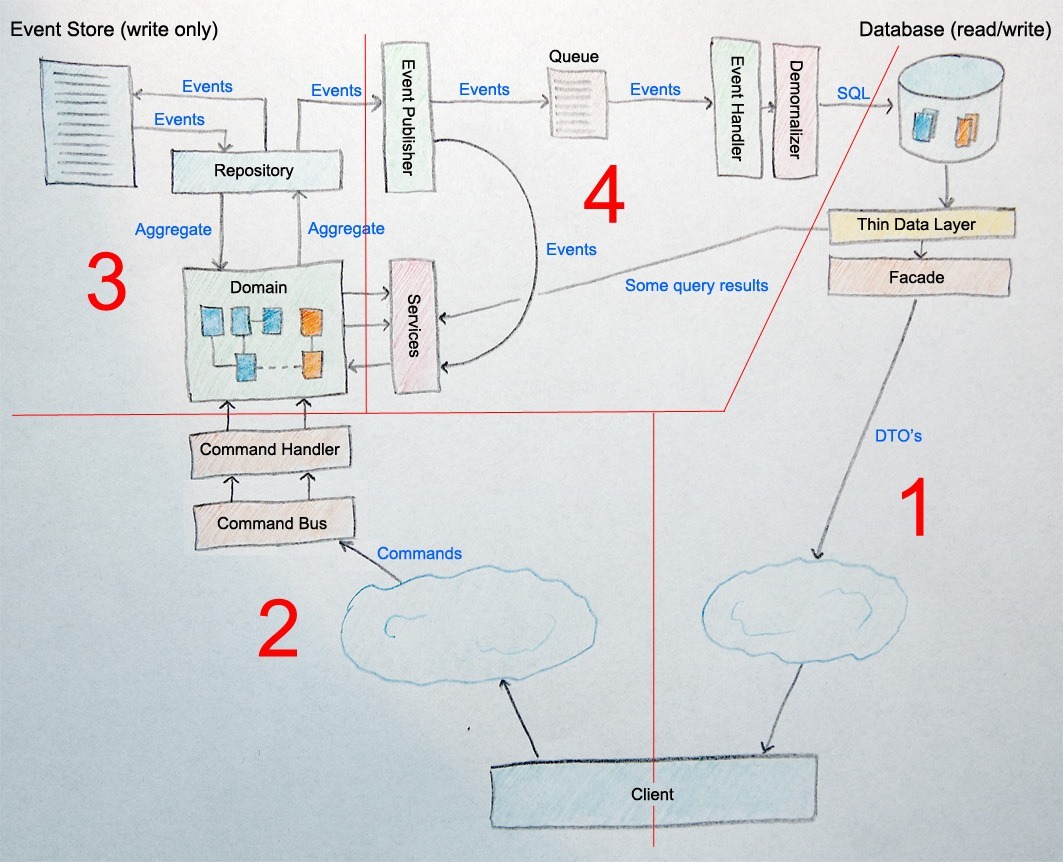 Event Store (write only)
Database (read/write)
Queue
Events
Events
Events
Event Publisher
Events
Events
Event Handler
Demornalizer
SQL
Repository
Aggregate
Aggregate
4
Thin Data Layer
Events
Facade
3
Domain
Services
Some query results
Command Handler
DTO's
1
Command Bus
Commands
2
Client